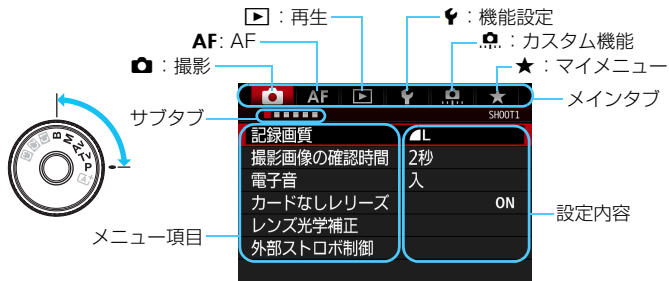 ▶：再生
機能設定
AF: AF
カスタム機能
撮影
★：マイメニュー
AF
★
メインタブ
サブタブ
SHOOT1
記録画質
L
撮影画像の確認時間
2秒
電子音
入
カードなしレリーズ
ON
レンズ光学補正
外部ストロボ制御
設定内容
メニュー項目
B
M
Av
Tv
P
A+